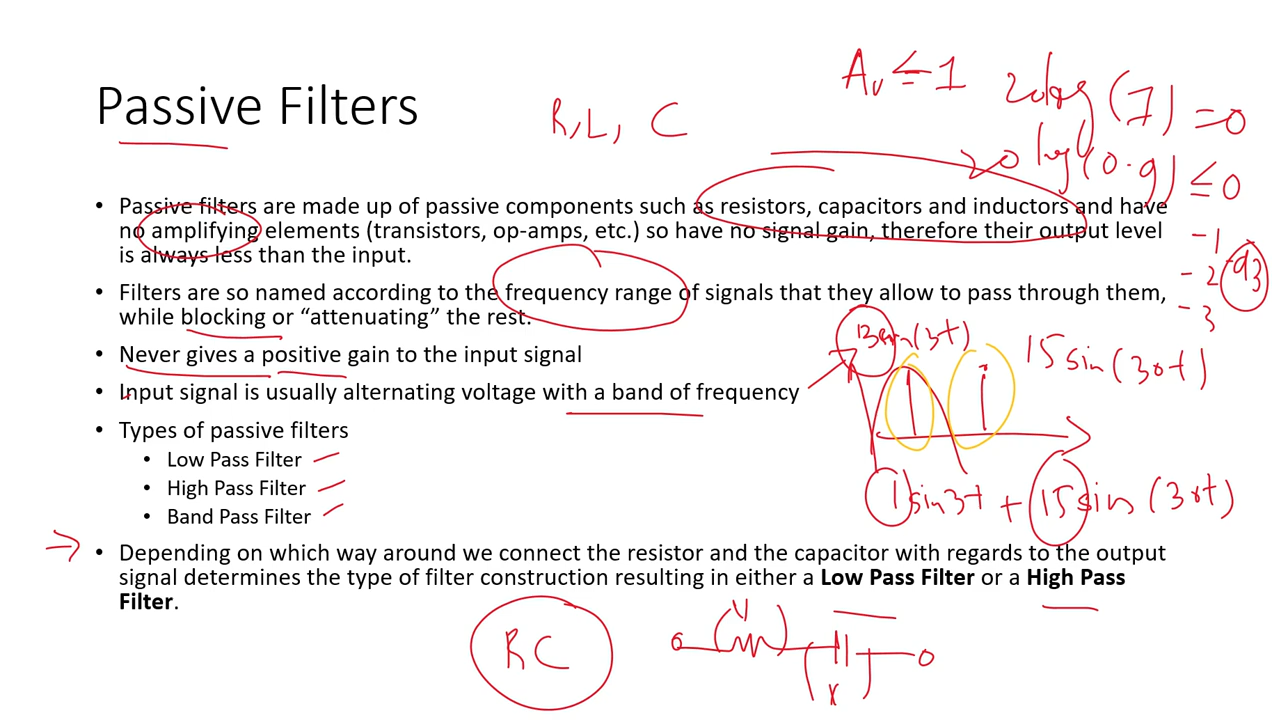 Passive Filters
R, L, C
Av ≤ 1
20log(1) = 0
20 log(0.9) ≤ 0
-1
-2 dB
-3
• Passive filters are made up of passive components such as resistors, capacitors and inductors and have
no amplifying elements (transistors, op-amps, etc.) so have no signal gain, therefore their output level
is always less than the input.
• Filters are so named according to the frequency range of signals that they allow to pass through them,
while blocking or “attenuating” the rest.
• Never gives a positive gain to the input signal
• Input signal is usually alternating voltage with a band of frequency
sin(3t)
15 sin(30t)
1 sin3t + 15 sin(30t)
• Types of passive filters
• Low Pass Filter
• High Pass Filter
• Band Pass Filter
• Depending on which way around we connect the resistor and the capacitor with regards to the output
signal determines the type of filter construction resulting in either a Low Pass Filter or a High Pass
Filter.
RC